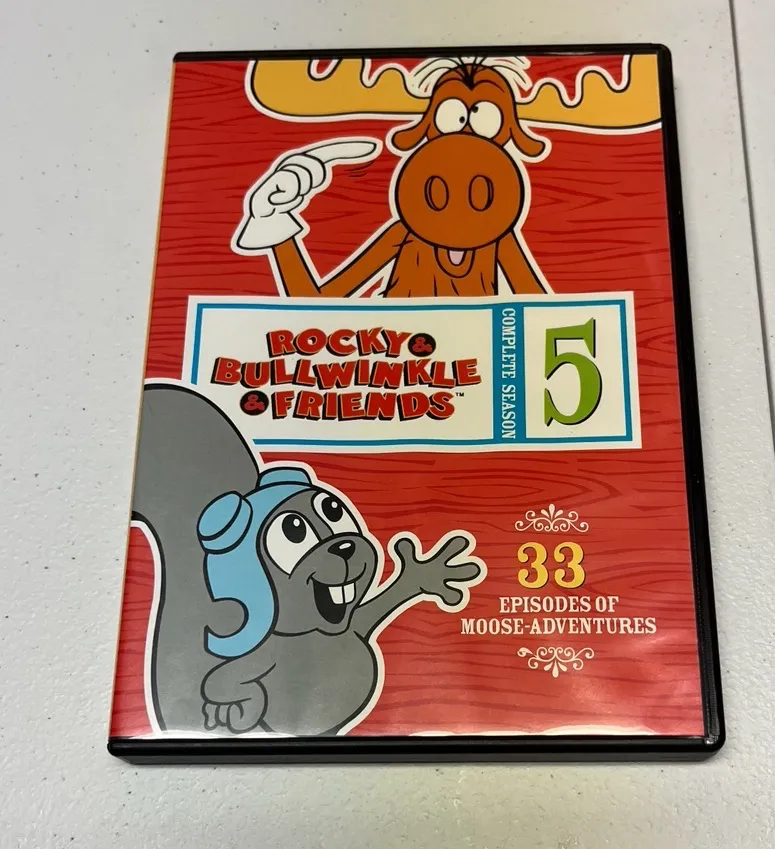 ROCKY &
BULLWINKLE
& FRIENDS™
COMPLETE SEASON
5
33
EPISODES OF
MOOSE-ADVENTURES